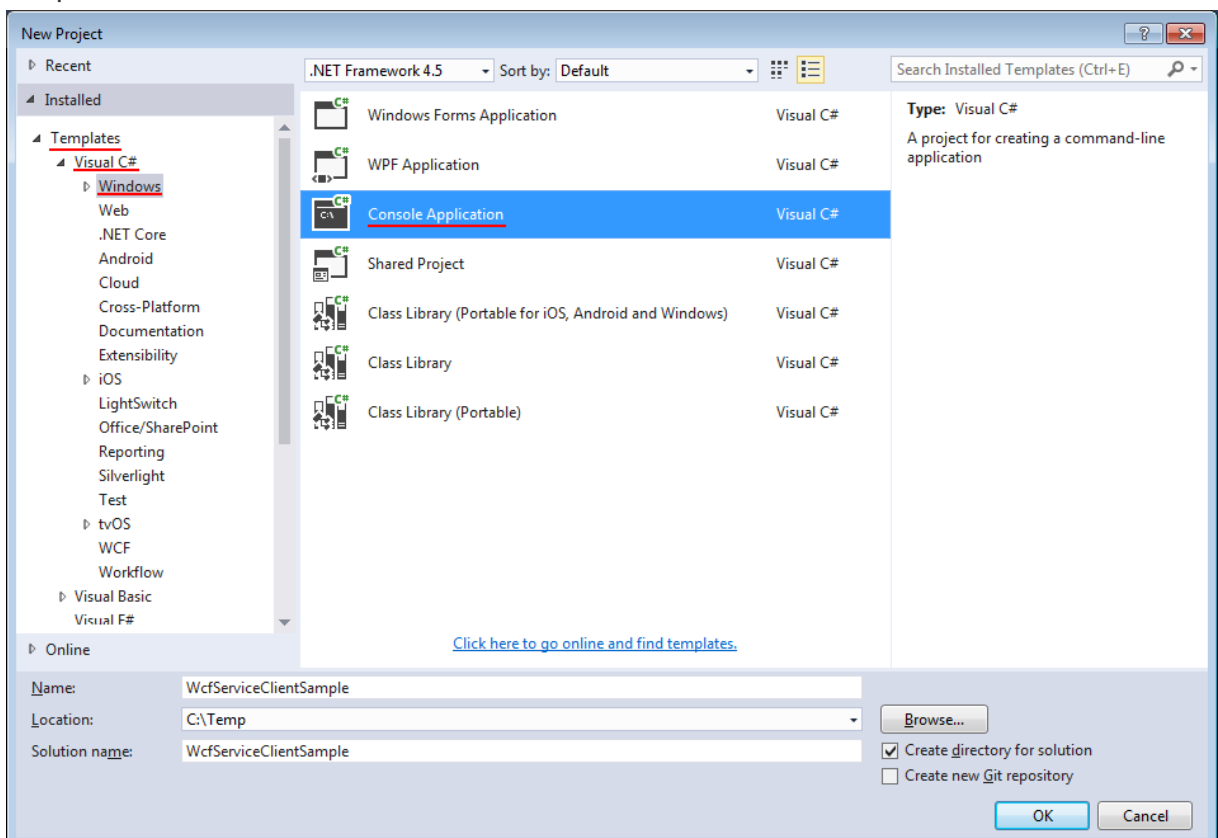 New Project
Recent
.NET Framework 4.5 Sort by: Default
Search Installed Templates (Ctrl+E)
Installed
Templates
Visual C#
Windows
Web
.NET Core
Android
Cloud
Cross-Platform
Documentation
Extensibility
iOS
LightSwitch
Office/SharePoint
Reporting
Silverlight
Test
tvOS
WCF
Workflow
Visual Basic
Visual F#
Online
Windows Forms Application Visual C#
WPF Application Visual C#
Console Application Visual C#
Shared Project Visual C#
Class Library (Portable for iOS, Android and Windows) Visual C#
Class Library Visual C#
Class Library (Portable) Visual C#
Click here to go online and find templates.
Type: Visual C#
A project for creating a command-line
application
Name: WcfServiceClientSample
Location: C:\Temp
Browse...
Solution name: WcfServiceClientSample
Create directory for solution
Create new Git repository
OK Cancel